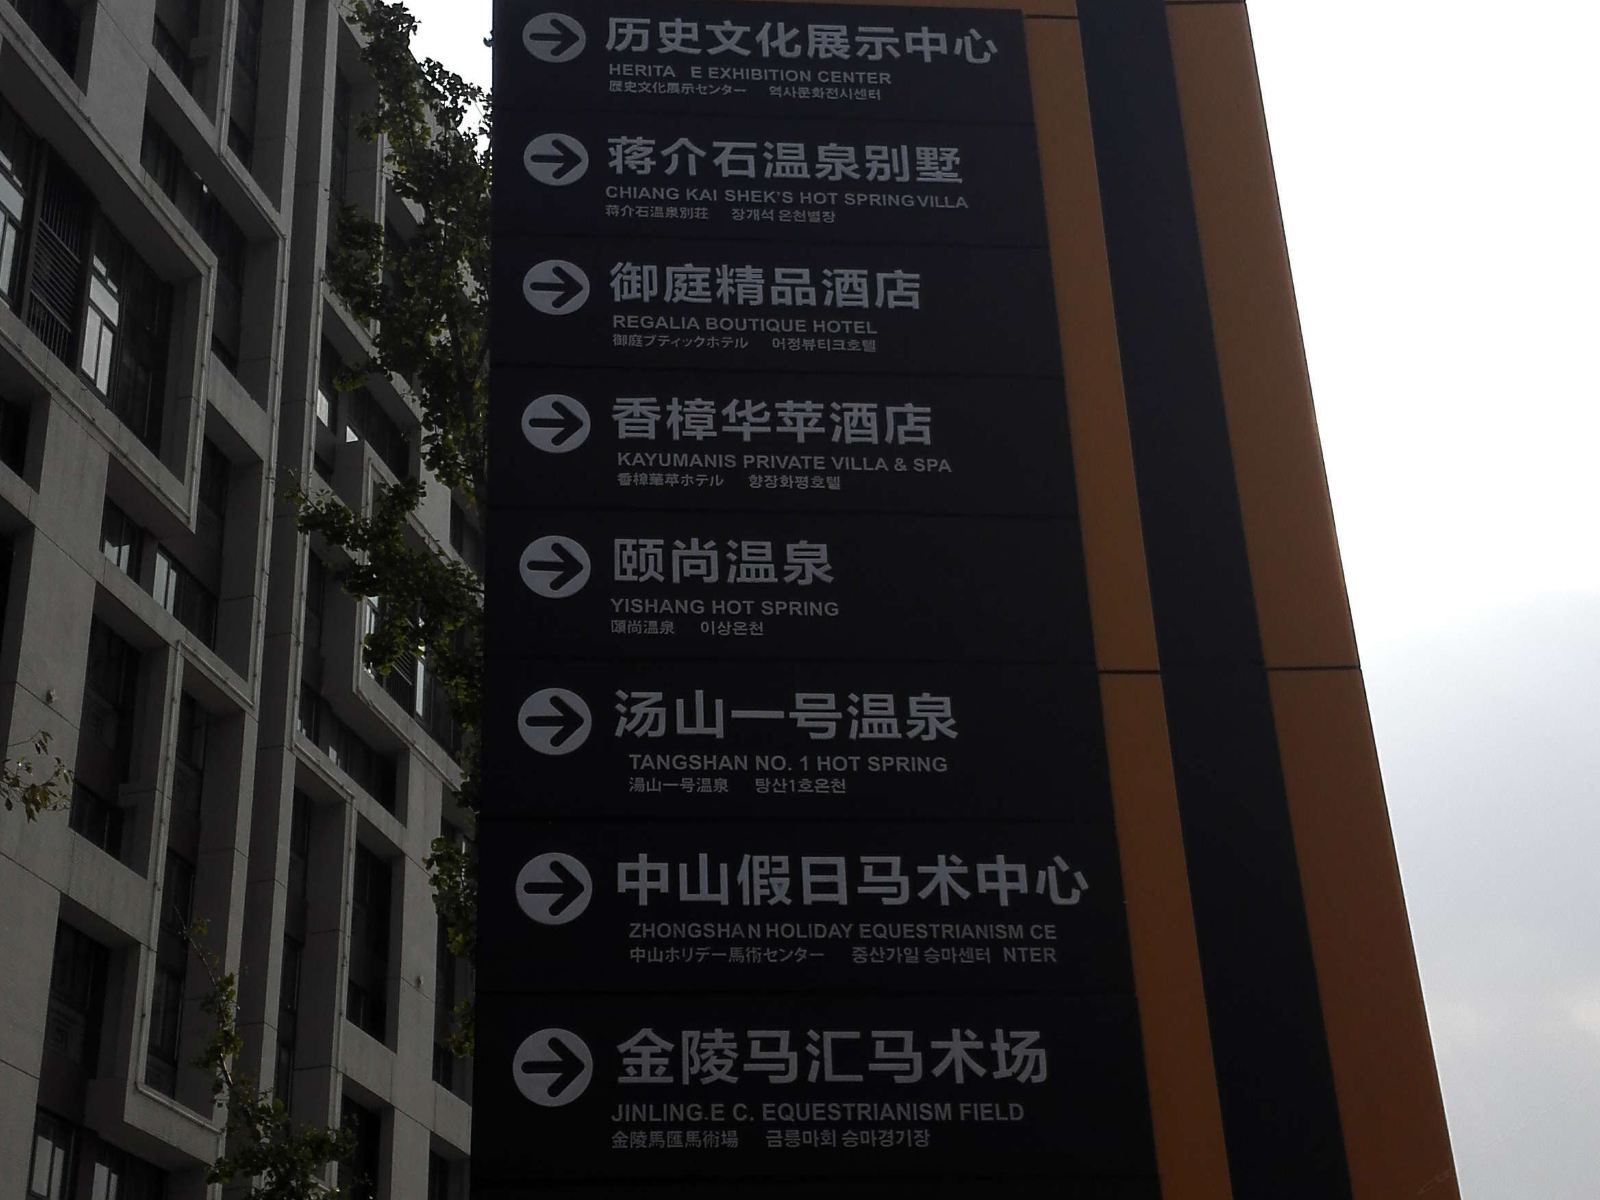 历史文化展示中心
HERITA E EXHIBITION CENTER
歴史文化展示センター 역사문화전시센터
蒋介石温泉别墅
CHIANG KAI SHEK'S HOT SPRING VILLA
蒋介石温泉別荘 장개석 온천별장
御庭精品酒店
REGALIA BOUTIQUE HOTEL
御庭ブティックホテル 어정뷰티크호텔
香樟华苹酒店
KAYUMANIS PRIVATE VILLA & SPA
香樟華苹ホテル 향장화평호텔
颐尚温泉
YISHANG HOT SPRING
頤尚温泉 이상온천
汤山一号温泉
TANGSHAN NO. 1 HOT SPRING
湯山一号温泉 탕산1호온천
中山假日马术中心
ZHONGSHAN HOLIDAY EQUESTRIANISM CE
中山ホリデー馬術センター 중산가일 승마센터 NTER
金陵马汇马术场
JINLING.E C. EQUESTRIANISM FIELD
金陵馬匯馬術場 금릉마회 승마경기장